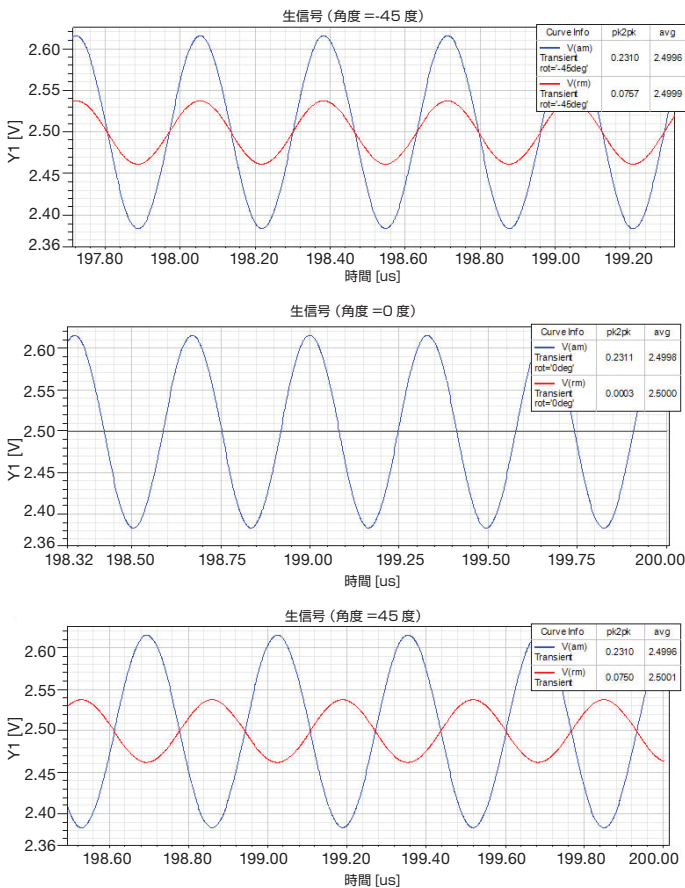 生信号 (角度 =-45 度)
Curve Info pk2pk avg
V(am)
Transient 0.2310 2.4996
rot='-45deg'
V(rm)
Transient 0.0757 2.4999
rot='-45deg'
Y1 [V]
2.60
2.55
2.50
2.45
2.40
2.36
197.80 198.00 198.20 198.40 198.60 198.80 199.00 199.20
時間 [us]
生信号 (角度 =0 度)
Curve Info pk2pk avg
V(am)
Transient 0.2311 2.4998
rot='0deg'
V(rm)
Transient 0.0003 2.5000
rot='0deg'
Y1 [V]
2.60
2.55
2.50
2.45
2.40
2.36
198.32 198.50 198.75 199.00 199.25 199.50 199.75 200.00
時間 [us]
生信号 (角度 =45 度)
Curve Info pk2pk avg
V(am)
Transient 0.2310 2.4996
V(rm)
Transient 0.0750 2.5001
Y1 [V]
2.60
2.55
2.50
2.45
2.40
2.36
198.60 198.80 199.00 199.20 199.40 199.60 199.80 200.00
時間 [us]